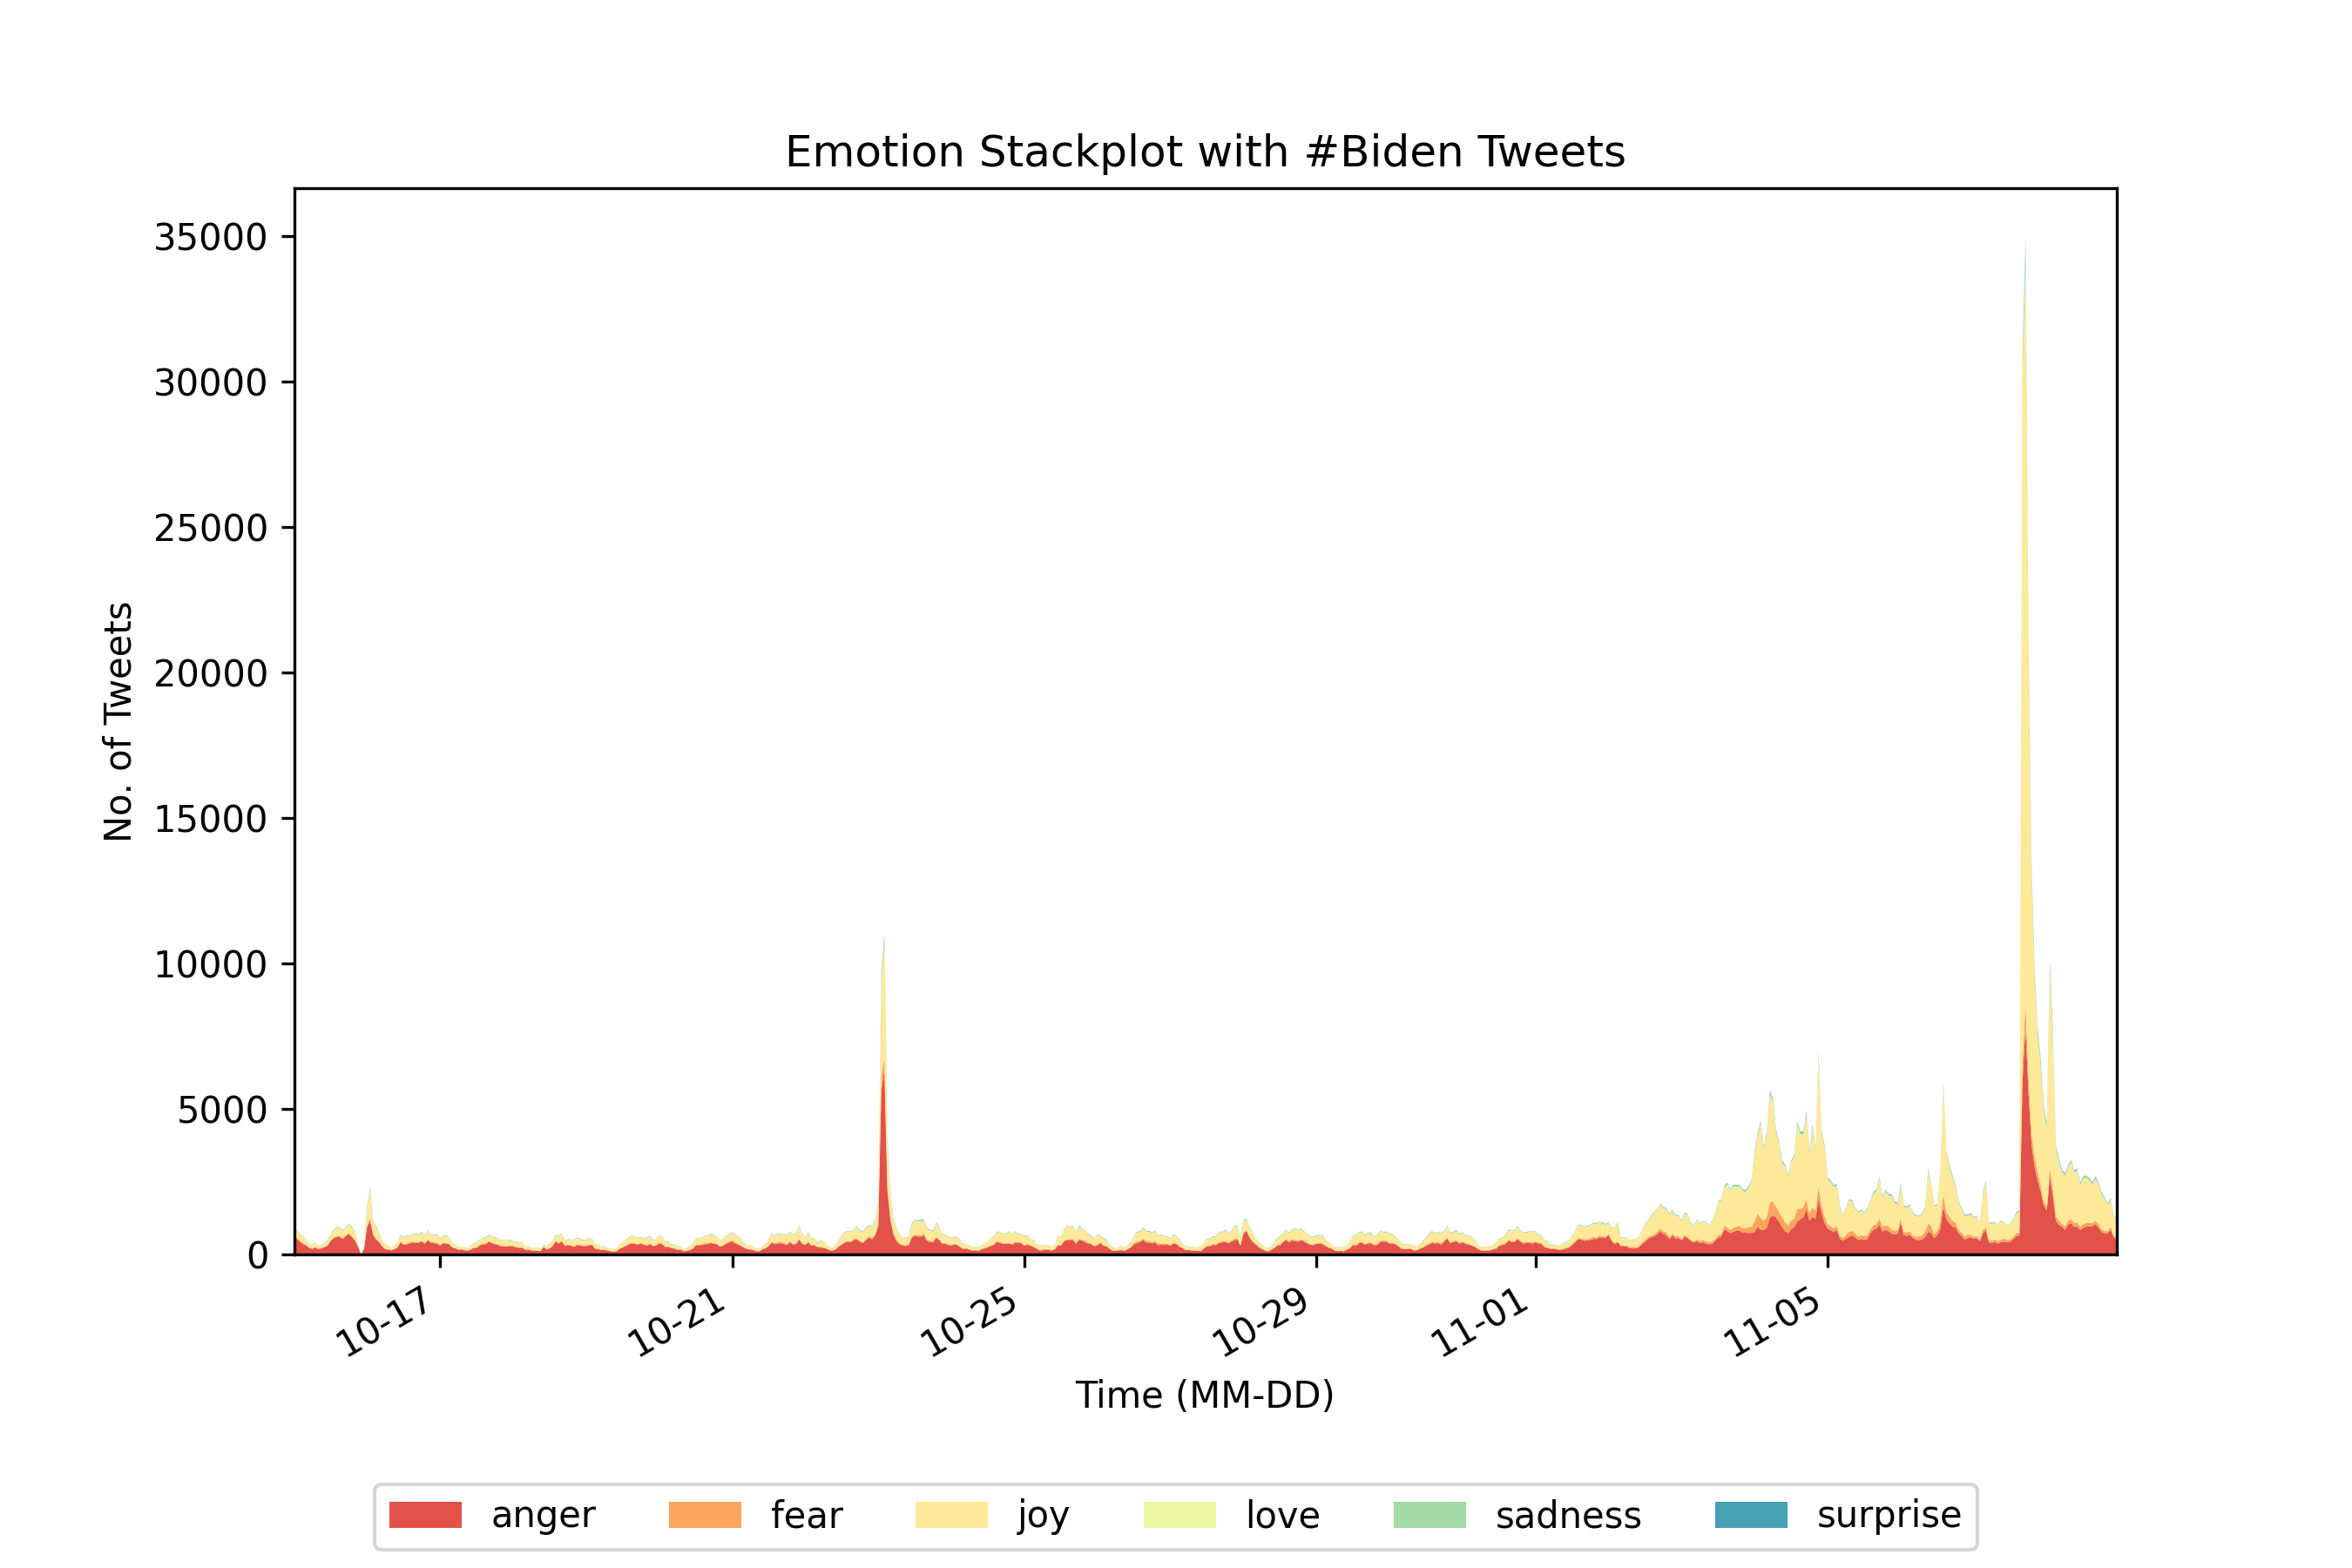 Emotion Stackplot with #Biden Tweets
35000
30000
25000
20000
15000
10000
5000
0
No. of Tweets
10-17 10-21 10-25 10-29 11-01 11-05
Time (MM-DD)
anger fear joy love sadness surprise